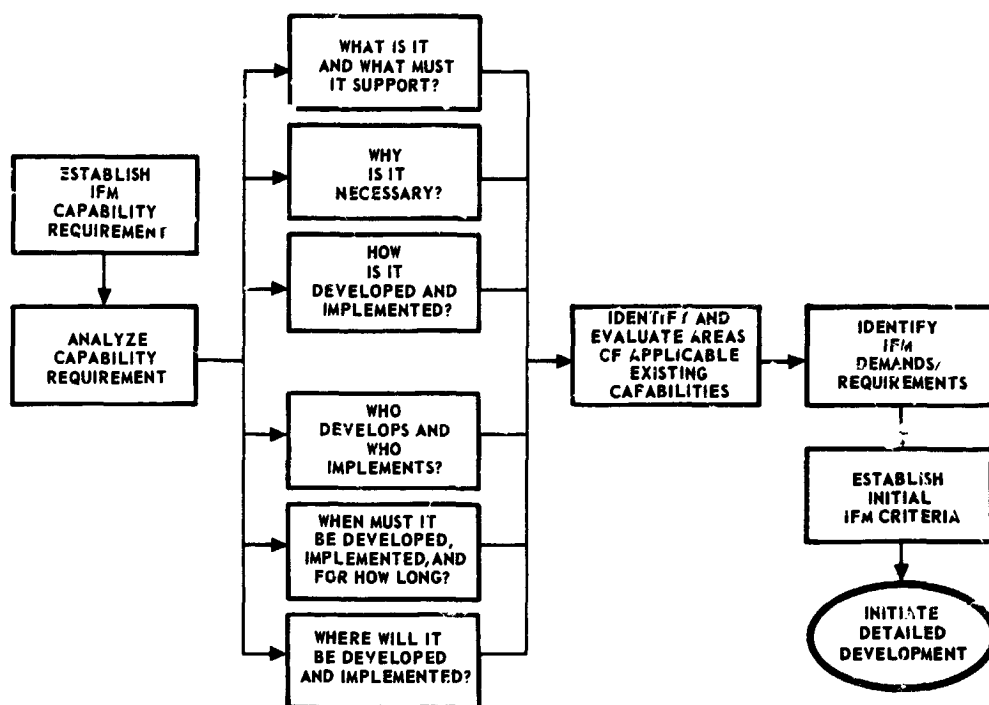 ESTABLISH
IFM
CAPABILITY
REQUIREMENT
ANALYZE
CAPABILITY
REQUIREMENT
WHAT IS IT
AND WHAT MUST
IT SUPPORT?
WHY
IS IT
NECESSARY?
HOW
IS IT
DEVELOPED AND
IMPLEMENTED?
WHO
DEVELOPS AND
WHO
IMPLEMENTS?
WHEN MUST IT
BE DEVELOPED,
IMPLEMENTED, AND
FOR HOW LONG?
WHERE WILL IT
BE DEVELOPED
AND IMPLEMENTED?
IDENTIFY AND
EVALUATE AREAS
OF APPLICABLE
EXISTING
CAPABILITIES
IDENTIFY
IFM
DEMANDS/
REQUIREMENTS
ESTABLISH
INITIAL
IFM CRITERIA
INITIATE
DETAILED
DEVELOPMENT